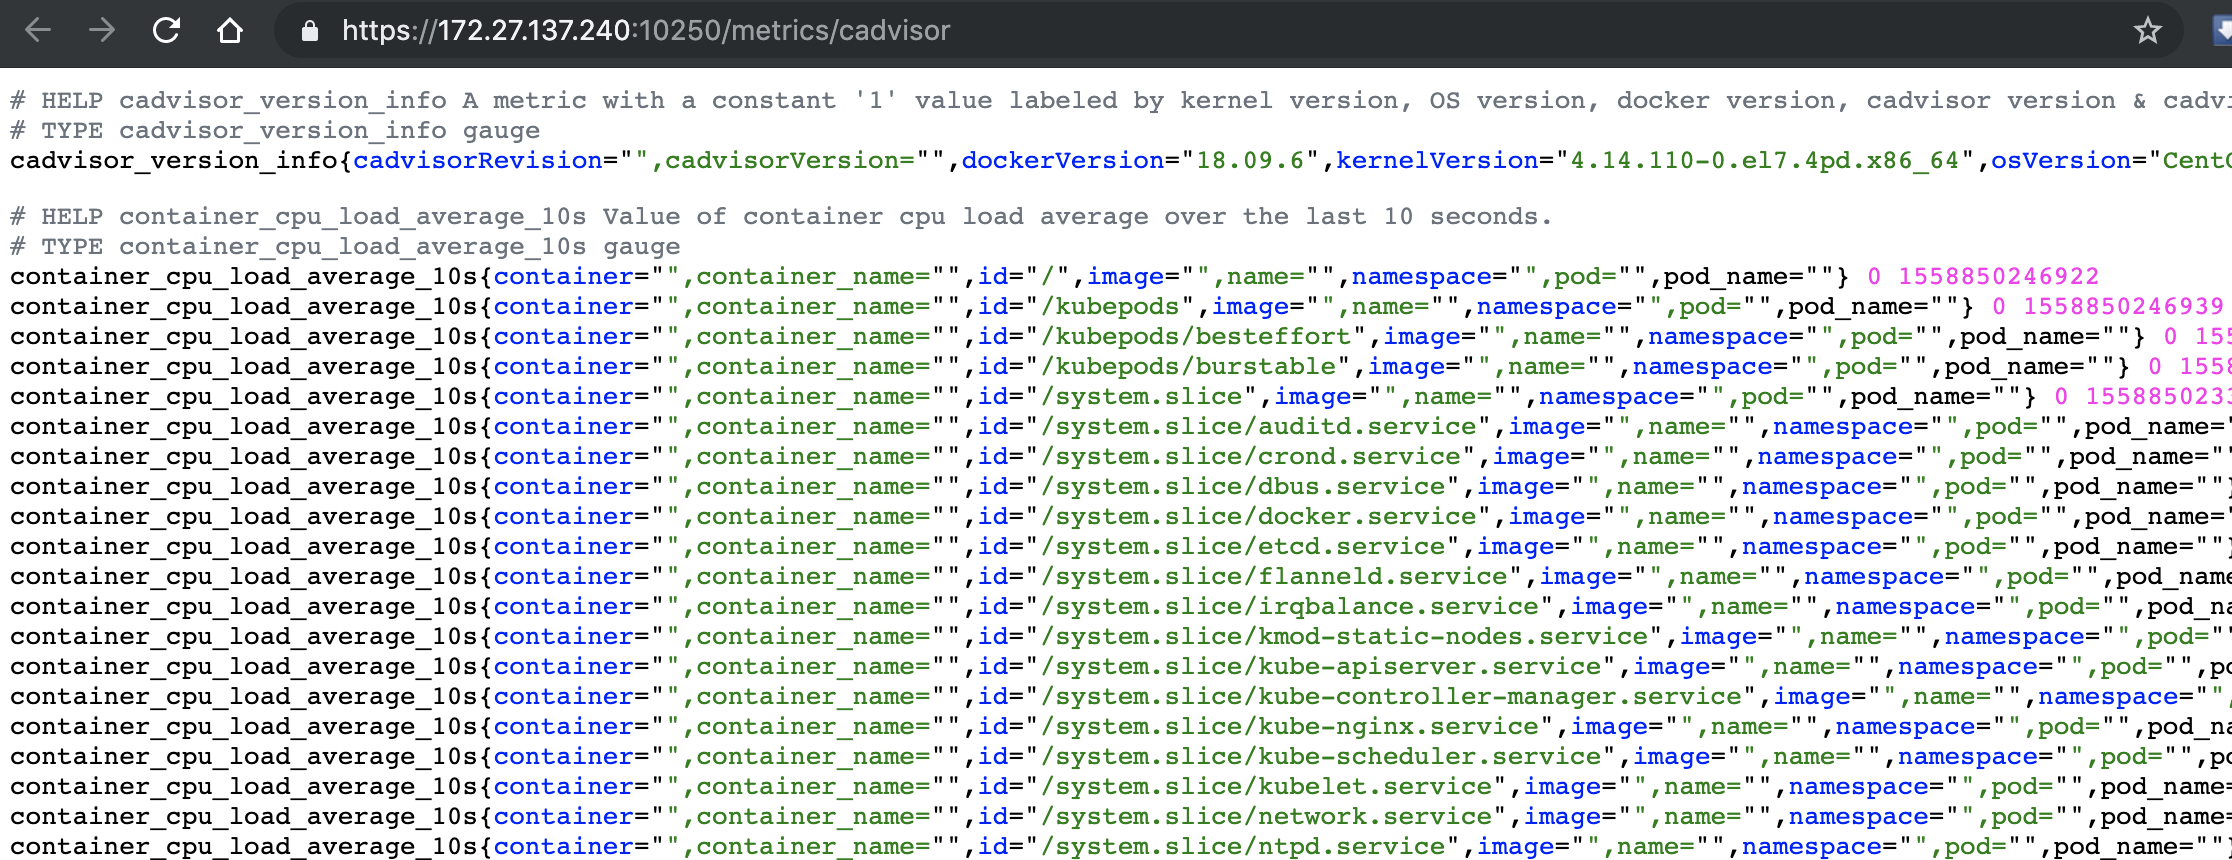 https://172.27.137.240:10250/metrics/cadvisor
# HELP cadvisor_version_info A metric with a constant '1' value labeled by kernel version, OS version, docker version, cadvisor version & cadvi
# TYPE cadvisor_version_info gauge
cadvisor_version_info{cadvisorRevision="",cadvisorVersion="",dockerVersion="18.09.6",kernelVersion="4.14.110-0.el7.4pd.x86_64",osVersion="CentO
# HELP container_cpu_load_average_10s Value of container cpu load average over the last 10 seconds.
# TYPE container_cpu_load_average_10s gauge
container_cpu_load_average_10s{container="",container_name="",id="/",image="",name="",namespace="",pod="",pod_name=""} 0 1558850246922
container_cpu_load_average_10s{container="",container_name="",id="/kubepods",image="",name="",namespace="",pod="",pod_name=""} 0 1558850246939
container_cpu_load_average_10s{container="",container_name="",id="/kubepods/besteffort",image="",name="",namespace="",pod="",pod_name=""} 0 155
container_cpu_load_average_10s{container="",container_name="",id="/kubepods/burstable",image="",name="",namespace="",pod="",pod_name=""} 0 1558
container_cpu_load_average_10s{container="",container_name="",id="/system.slice",image="",name="",namespace="",pod="",pod_name=""} 0 1558850233
container_cpu_load_average_10s{container="",container_name="",id="/system.slice/auditd.service",image="",name="",namespace="",pod="",pod_name="
container_cpu_load_average_10s{container="",container_name="",id="/system.slice/crond.service",image="",name="",namespace="",pod="",pod_name=""
container_cpu_load_average_10s{container="",container_name="",id="/system.slice/dbus.service",image="",name="",namespace="",pod="",pod_name=""}
container_cpu_load_average_10s{container="",container_name="",id="/system.slice/docker.service",image="",name="",namespace="",pod="",pod_name="
container_cpu_load_average_10s{container="",container_name="",id="/system.slice/etcd.service",image="",name="",namespace="",pod="",pod_name=""}
container_cpu_load_average_10s{container="",container_name="",id="/system.slice/flanneld.service",image="",name="",namespace="",pod="",pod_name
container_cpu_load_average_10s{container="",container_name="",id="/system.slice/irqbalance.service",image="",name="",namespace="",pod="",pod_na
container_cpu_load_average_10s{container="",container_name="",id="/system.slice/kmod-static-nodes.service",image="",name="",namespace="",pod=""
container_cpu_load_average_10s{container="",container_name="",id="/system.slice/kube-apiserver.service",image="",name="",namespace="",pod="",po
container_cpu_load_average_10s{container="",container_name="",id="/system.slice/kube-controller-manager.service",image="",name="",namespace="",
container_cpu_load_average_10s{container="",container_name="",id="/system.slice/kube-nginx.service",image="",name="",namespace="",pod="",pod_na
container_cpu_load_average_10s{container="",container_name="",id="/system.slice/kube-scheduler.service",image="",name="",namespace="",pod="",po
container_cpu_load_average_10s{container="",container_name="",id="/system.slice/kubelet.service",image="",name="",namespace="",pod="",pod_name=
container_cpu_load_average_10s{container="",container_name="",id="/system.slice/network.service",image="",name="",namespace="",pod="",pod_name=
container_cpu_load_average_10s{container="",container_name="",id="/system.slice/ntpd.service",image="",name="",namespace="",pod="",pod_name=""}